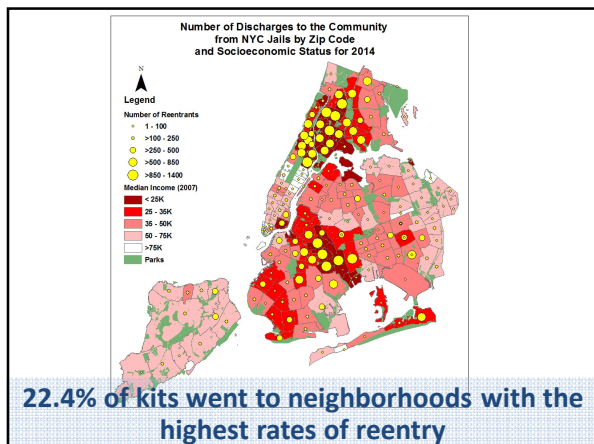 Number of Discharges to the Community
from NYC Jails by Zip Code
and Socioeconomic Status for 2014
N
Legend
Number of Reentrants
1 - 100
>100 - 250
>250 - 500
>500 - 850
>850 - 1400
Median Income (2007)
< 25K
25 - 35K
35 - 50K
50 - 75K
>75K
Parks
22.4% of kits went to neighborhoods with the
highest rates of reentry